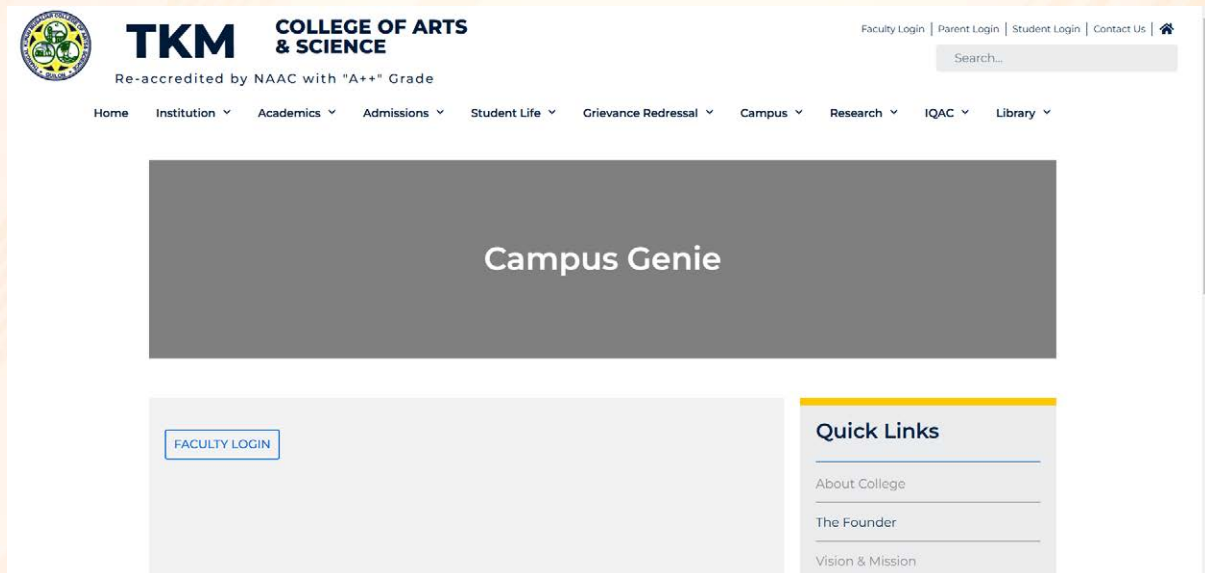 TKM
COLLEGE OF ARTS
& SCIENCE
Re-accredited by NAAC with "A++" Grade
Faculty Login | Parent Login | Student Login | Contact Us |
Search...
Home Institution Academics Admissions Student Life Grievance Redressal Campus Research IQAC Library
Campus Genie
FACULTY LOGIN
Quick Links
About College
The Founder
Vision & Mission